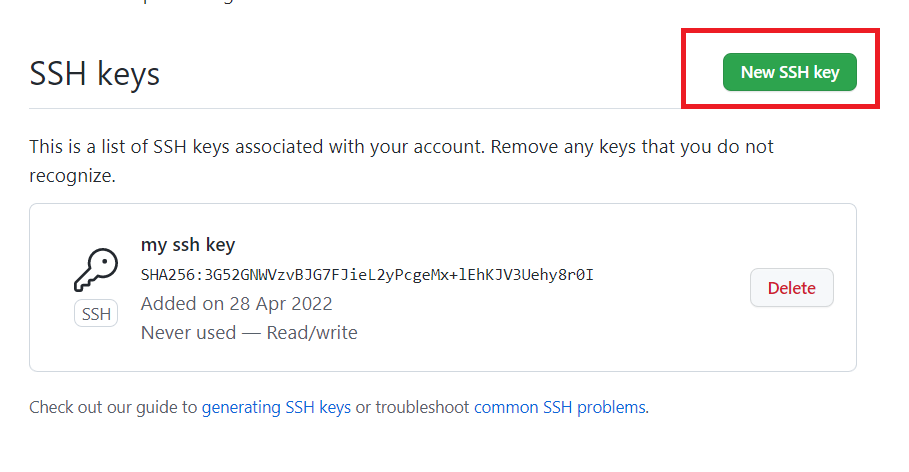 SSH keys
New SSH key
This is a list of SSH keys associated with your account. Remove any keys that you do not
recognize.
my ssh key
SHA256:3G52GNWVzvBJG7FJieL2yPcgeMx+lEhKJV3Uehy8r0I
Added on 28 Apr 2022
SSH
Never used — Read/write
Delete
Check out our guide to generating SSH keys or troubleshoot common SSH problems.